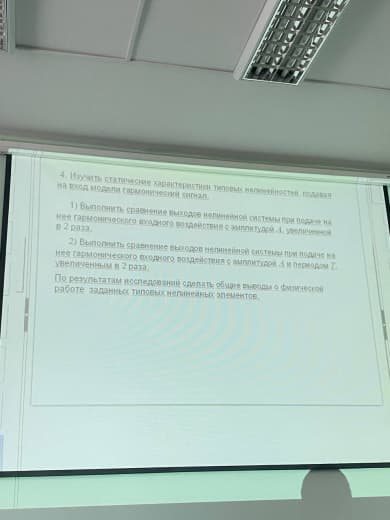 4. Изучить статические характеристики типовых нелинейностей, подавая
на вход модели гармонический сигнал.
1) Выполнить сравнение выходов нелинейной системы при подаче на
нее гармонического входного воздействия с амплитудой A, увеличенной
в 2 раза.
2) Выполнить сравнение выходов нелинейной системы при подаче на
нее гармонического входного воздействия с амплитудой A и периодом T,
увеличенным в 2 раза.
По результатам исследований сделать общие выводы о физической
работе заданных типовых нелинейных элементов.